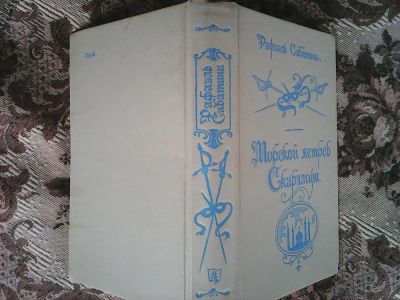 Рафаэль
Сабатини
Рафаэль Сабатини
Морской ястреб
Скарамуш